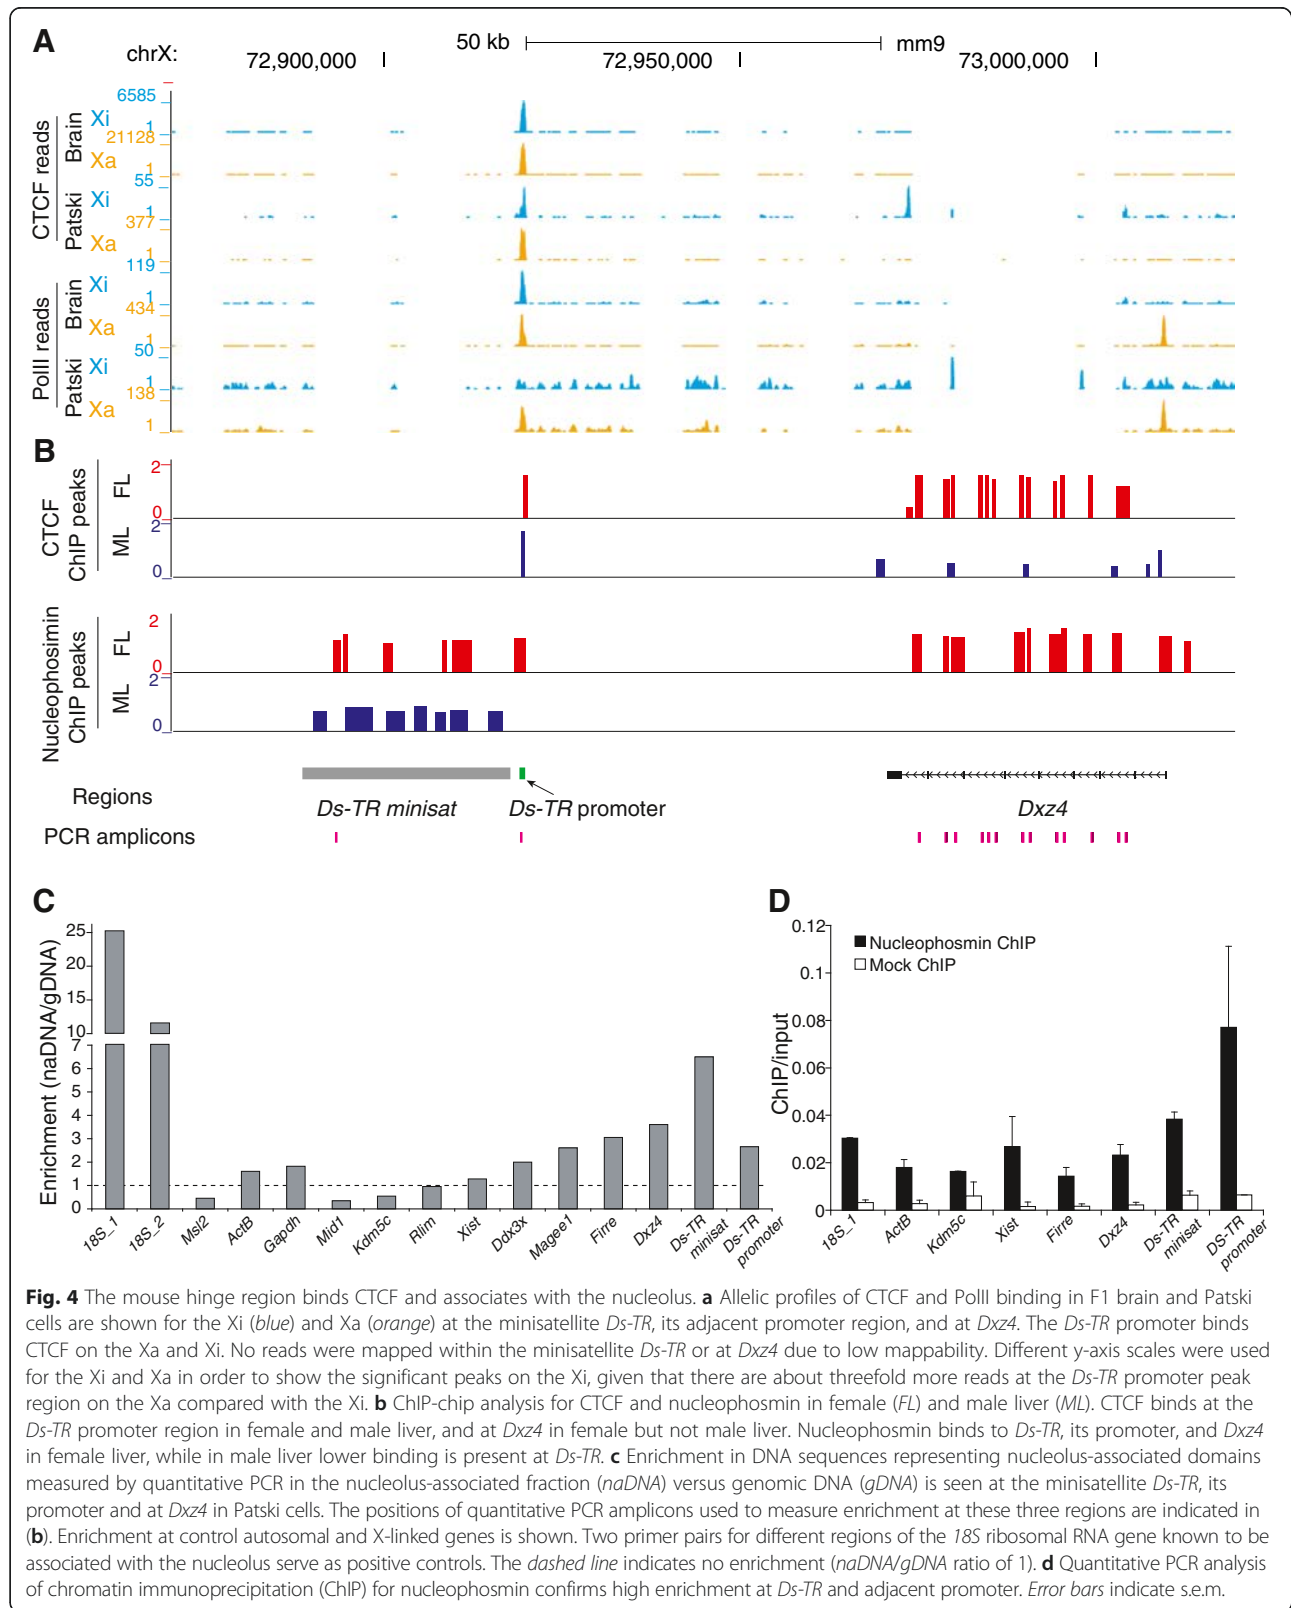 A
chrX:
50 kb
mm9
72,900,000
72,950,000
73,000,000
CTCF reads
Brain
Xi
6585
1
Xa
21128
1
Patski
Xi
55
1
Xa
377
1
PolII reads
Brain
Xi
119
1
Xa
434
1
Patski
Xi
50
1
Xa
138
1
B
CTCF
ChIP peaks
FL
2
0
ML
2
0
Nucleophosimin
ChIP peaks
FL
2
0
ML
2
0
Regions
Ds-TR minisat
Ds-TR promoter
Dxz4
PCR amplicons
C
Enrichment (naDNA/gDNA)
25
20
15
10
7
6
5
4
3
2
1
0
18S_1
18S_2
Msl2
ActB
Gapdh
Mid1
Kdm5c
Rlim
Xist
Ddx3x
Mage1
Firre
Dxz4
Ds-TR
minisat
Ds-TR
promoter
D
ChIP/input
0.12
0.1
0.08
0.06
0.04
0.02
0
Nucleophosmin ChIP
Mock ChIP
18S_1
ActB
Kdm5c
Xist
Firre
Dxz4
Ds-TR
minisat
DS-TR
promoter
Fig. 4 The mouse hinge region binds CTCF and associates with the nucleolus. a Allelic profiles of CTCF and PolII binding in F1 brain and Patski
cells are shown for the Xi (blue) and Xa (orange) at the minisatellite Ds-TR, its adjacent promoter region, and at Dxz4. The Ds-TR promoter binds
CTCF on the Xa and Xi. No reads were mapped within the minisatellite Ds-TR or at Dxz4 due to low mappability. Different y-axis scales were used
for the Xi and Xa in order to show the significant peaks on the Xi, given that there are about threefold more reads at the Ds-TR promoter peak
region on the Xa compared with the Xi. b ChIP-chip analysis for CTCF and nucleophosmin in female (FL) and male liver (ML). CTCF binds at the
Ds-TR promoter region in female and male liver, and at Dxz4 in female but not male liver. Nucleophosmin binds to Ds-TR, its promoter, and Dxz4
in female liver, while in male liver lower binding is present at Ds-TR. c Enrichment in DNA sequences representing nucleolus-associated domains
measured by quantitative PCR in the nucleolus-associated fraction (naDNA) versus genomic DNA (gDNA) is seen at the minisatellite Ds-TR, its
promoter and at Dxz4 in Patski cells. The positions of quantitative PCR amplicons used to measure enrichment at these three regions are indicated in
(b). Enrichment at control autosomal and X-linked genes is shown. Two primer pairs for different regions of the 18S ribosomal RNA gene known to be
associated with the nucleolus serve as positive controls. The dashed line indicates no enrichment (naDNA/gDNA ratio of 1). d Quantitative PCR analysis
of chromatin immunoprecipitation (ChIP) for nucleophosmin confirms high enrichment at Ds-TR and adjacent promoter. Error bars indicate s.e.m.